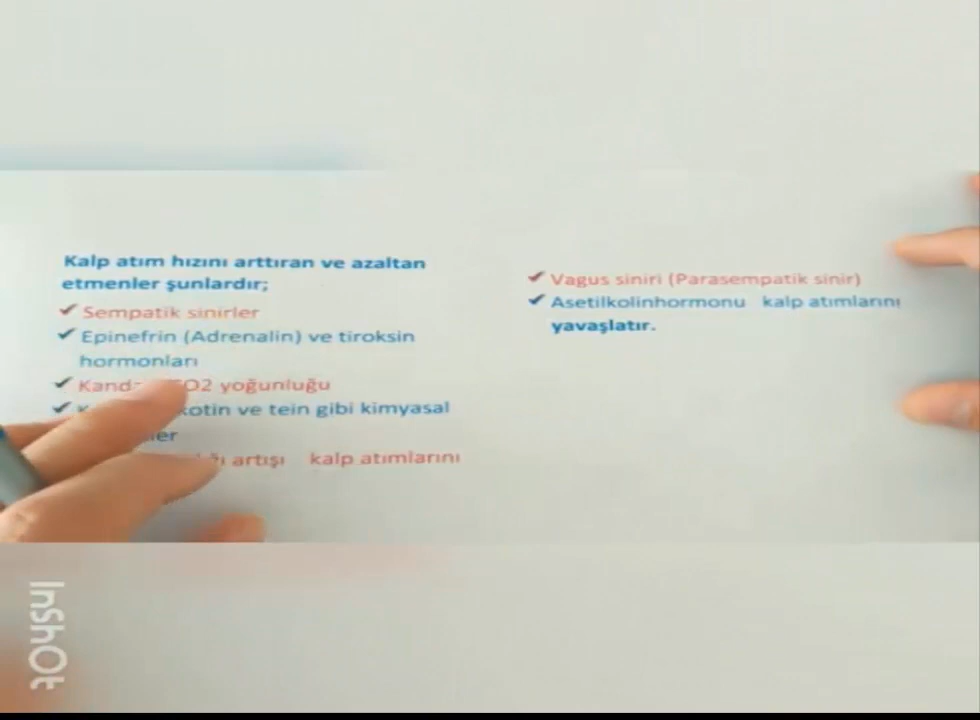 Kalp atım hızını arttıran ve azaltan
etmenler şunlardır;
✔ Sempatik sinirler
✔ Epinefrin (Adrenalin) ve tiroksin
hormonları
✔ yoğunluğu
✔ ve tein gibi kimyasal
artışı kalp atımlarını
✔ Vagus siniri (Parasempatik sinir)
✔ Asetilkolinhormonu kalp atımlarını
yavaşlatır.
InShOt